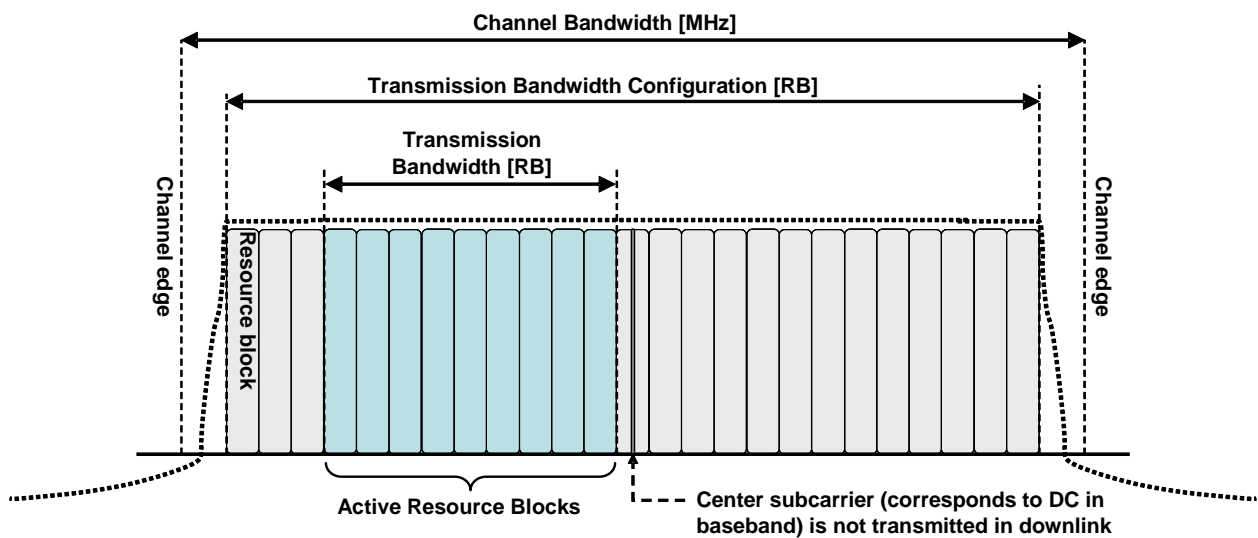 Channel Bandwidth [MHz]
Transmission Bandwidth Configuration [RB]
Transmission
Bandwidth [RB]
Channel edge
Channel edge
Resource block
Active Resource Blocks
Center subcarrier (corresponds to DC in
baseband) is not transmitted in downlink